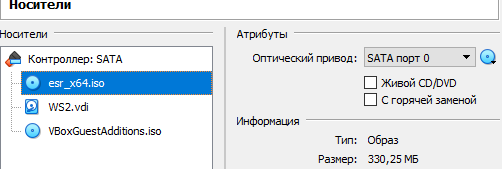 Носители
Носители
Контроллер: SATA
esr_x64.iso
WS2.vdi
VBoxGuestAdditions.iso
Атрибуты
Оптический привод: SATA порт 0
Живой CD/DVD
С горячей заменой
Информация
Тип: Образ
Размер: 330,25 МБ